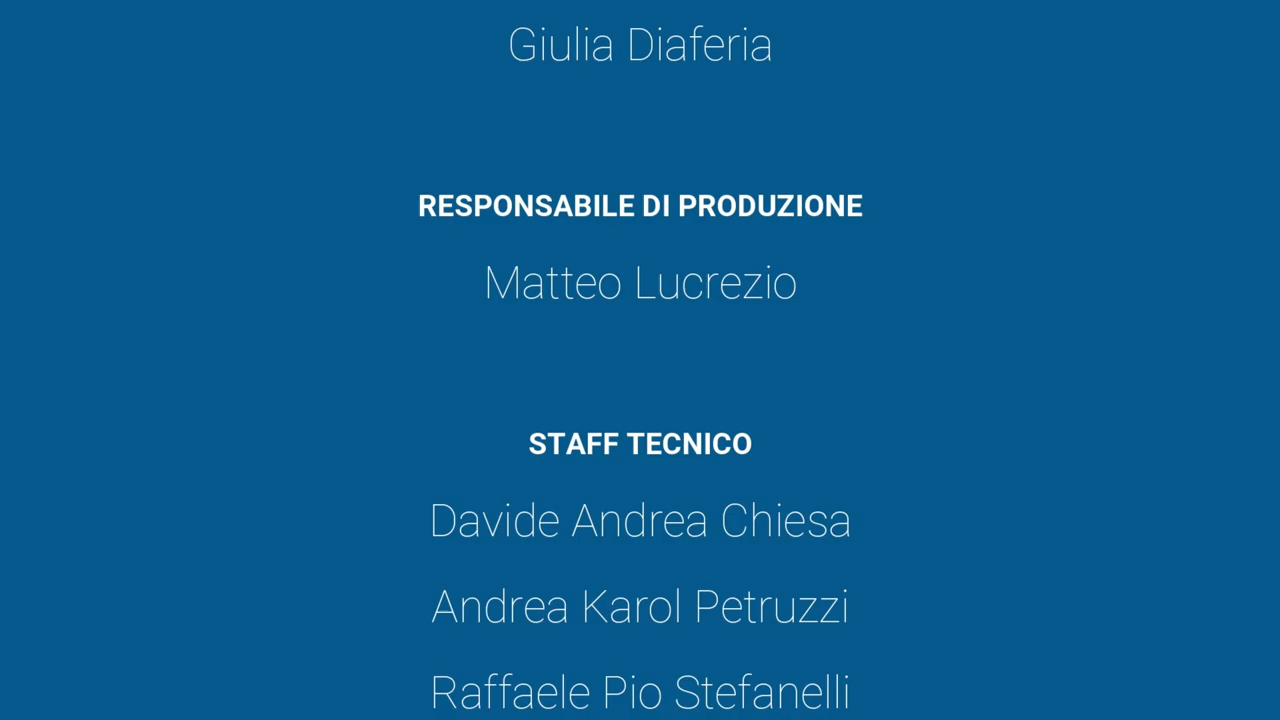 Giulia Diaferia
RESPONSABILE DI PRODUZIONE
Matteo Lucrezio
STAFF TECNICO
Davide Andrea Chiesa
Andrea Karol Petruzzi
Raffaele Pio Stefanelli